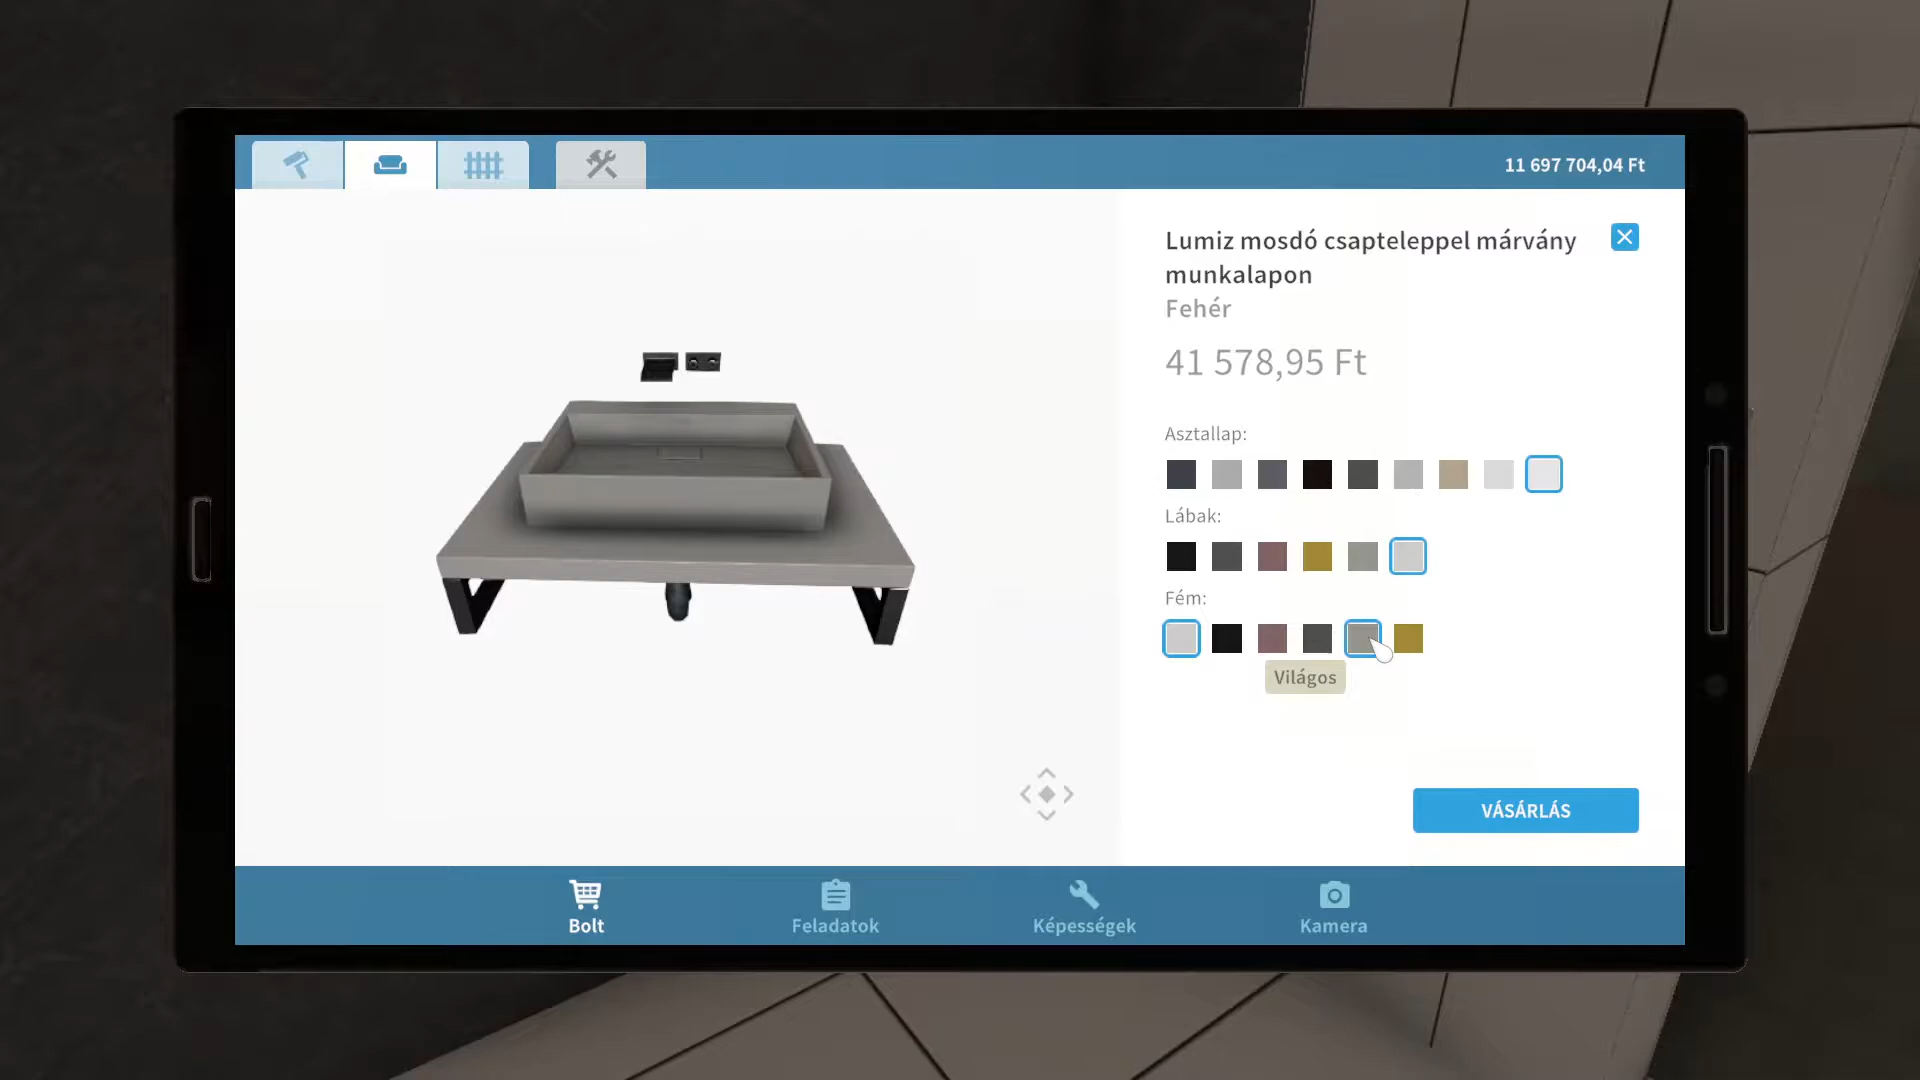 11 697 704,04 Ft
Lumiz mosdó csapteleppel márvány
munkalapon
Fehér
41 578,95 Ft
Asztallap:
Lábak:
Fém:
Világos
VÁSÁRLÁS
Bolt
Feladatok
Képességek
Kamera